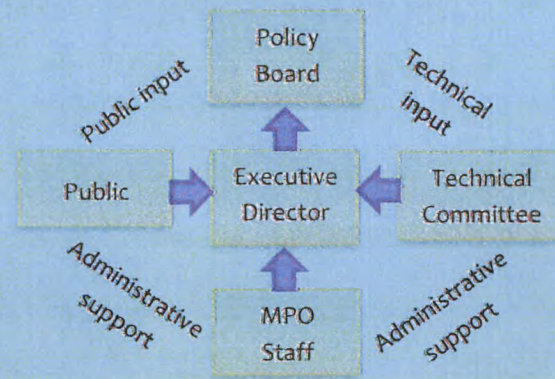 Policy
Board
Public input
Technical
input
Public
Executive
Director
Technical
Committee
Administrative
support
MPO
Staff
Administrative
support